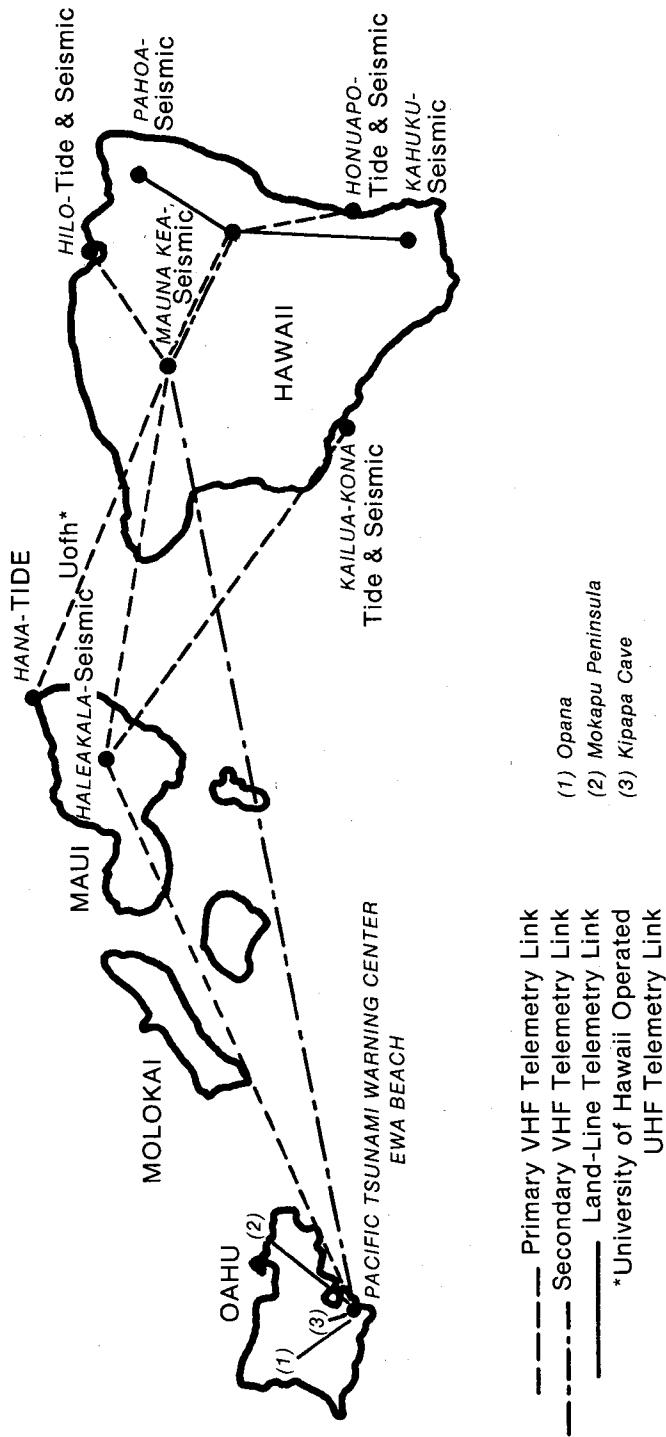 HILO-Tide & Seismic
PAHOA-
Seismic
MAUNA KEA-
Seismic
HONUAPO-
Tide & Seismic
KAHUKU-
Seismic
HAWAII
KAILUA-KONA
Tide & Seismic
HANA-TIDE
Uofh*
HALEAKALA-Seismic
MAUI
MOLOKAI
OAHU
(1)
(2)
(3)
PACIFIC TSUNAMI WARNING CENTER
EWA BEACH
(1) Opana
(2) Mokapu Peninsula
(3) Kipapa Cave
Primary VHF Telemetry Link
Secondary VHF Telemetry Link
Land-Line Telemetry Link
*University of Hawaii Operated
UHF Telemetry Link